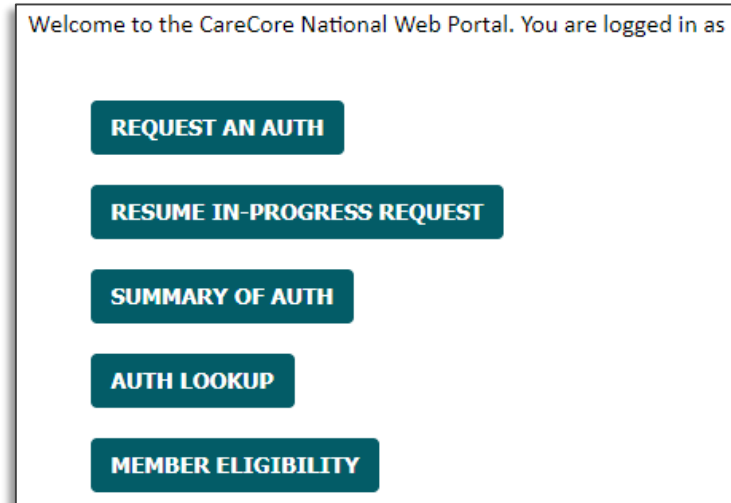 Welcome to the CareCore National Web Portal. You are logged in as
REQUEST AN AUTH
RESUME IN-PROGRESS REQUEST
SUMMARY OF AUTH
AUTH LOOKUP
MEMBER ELIGIBILITY